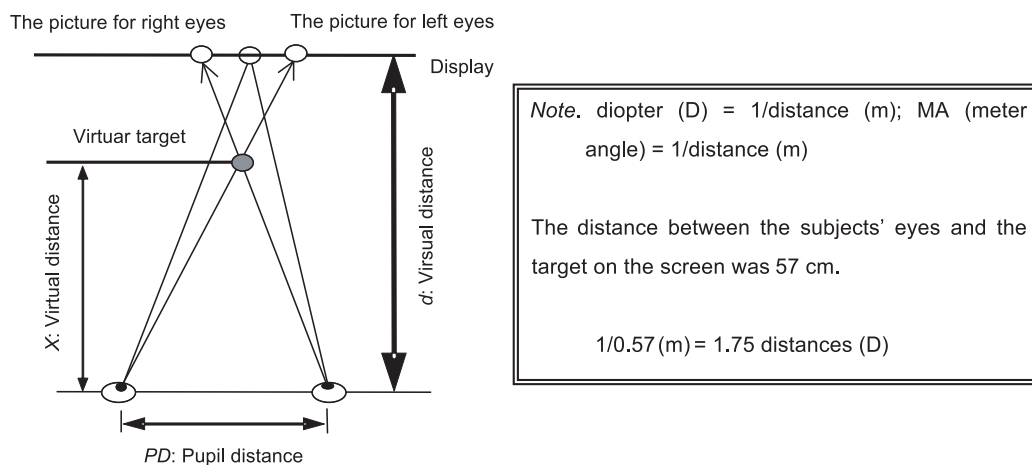 The picture for right eyes
The picture for left eyes
Display
Virtuar target
X: Virtual distance
d: Virsual distance
PD: Pupil distance
Note. diopter (D) = 1/distance (m); MA (meter
angle) = 1/distance (m)
The distance between the subjects’ eyes and the
target on the screen was 57 cm.
1/0.57(m) = 1.75 distances (D)